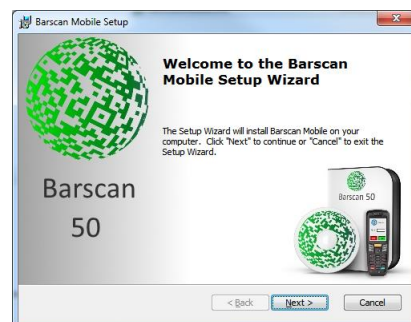 Barscan Mobile Setup
Welcome to the Barscan
Mobile Setup Wizard
The Setup Wizard will install Barscan Mobile on your
computer. Click "Next" to continue or "Cancel" to exit the
Setup Wizard.
Barscan
50
Barscan 50
< Back
Next >
Cancel